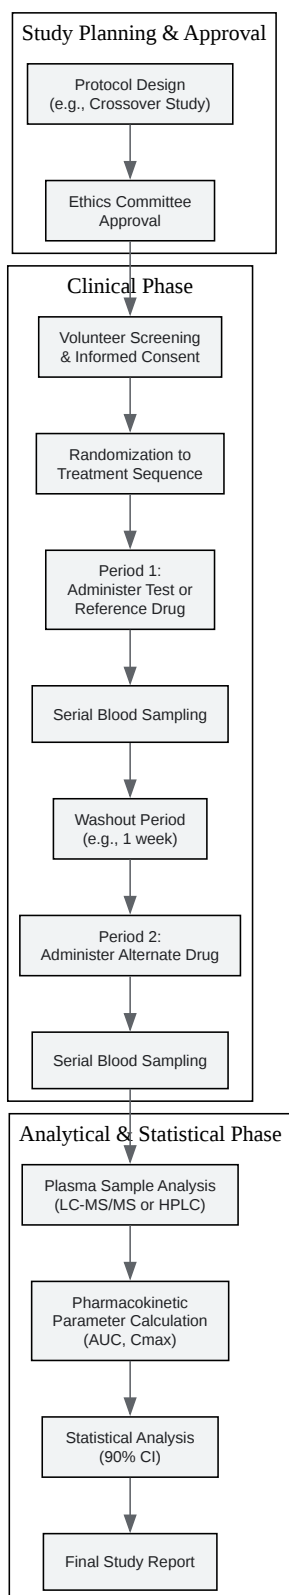 Study Planning & Approval
Protocol Design
(e.g., Crossover Study)
Ethics Committee
Approval
Clinical Phase
Volunteer Screening
& Informed Consent
Randomization to
Treatment Sequence
Period 1:
Administer Test or
Reference Drug
Serial Blood Sampling
Washout Period
(e.g., 1 week)
Period 2:
Administer Alternate Drug
Serial Blood Sampling
Analytical & Statistical Phase
Plasma Sample Analysis
(LC-MS/MS or HPLC)
Pharmacokinetic
Parameter Calculation
(AUC, Cmax)
Statistical Analysis
(90% CI)
Final Study Report